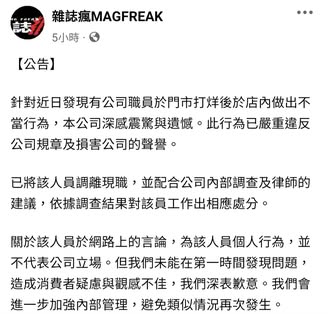 雜誌瘋MAGFREAK
5小時 ·
【公告】
針對近日發現有公司職員於門市打烊後於店內做出不
當行為，本公司深感震驚與遺憾。此行為已嚴重違反
公司規章及損害公司的聲譽。
已將該人員調離現職，並配合公司內部調查及律師的
建議，依據調查結果對該員工作出相應處分。
關於該人員於網路上的言論，為該人員個人行為，並
不代表公司立場。但我們未能在第一時間發現問題，
造成消費者疑慮與觀感不佳，我們深表歉意。我們會
進一步加強內部管理，避免類似情況再次發生。